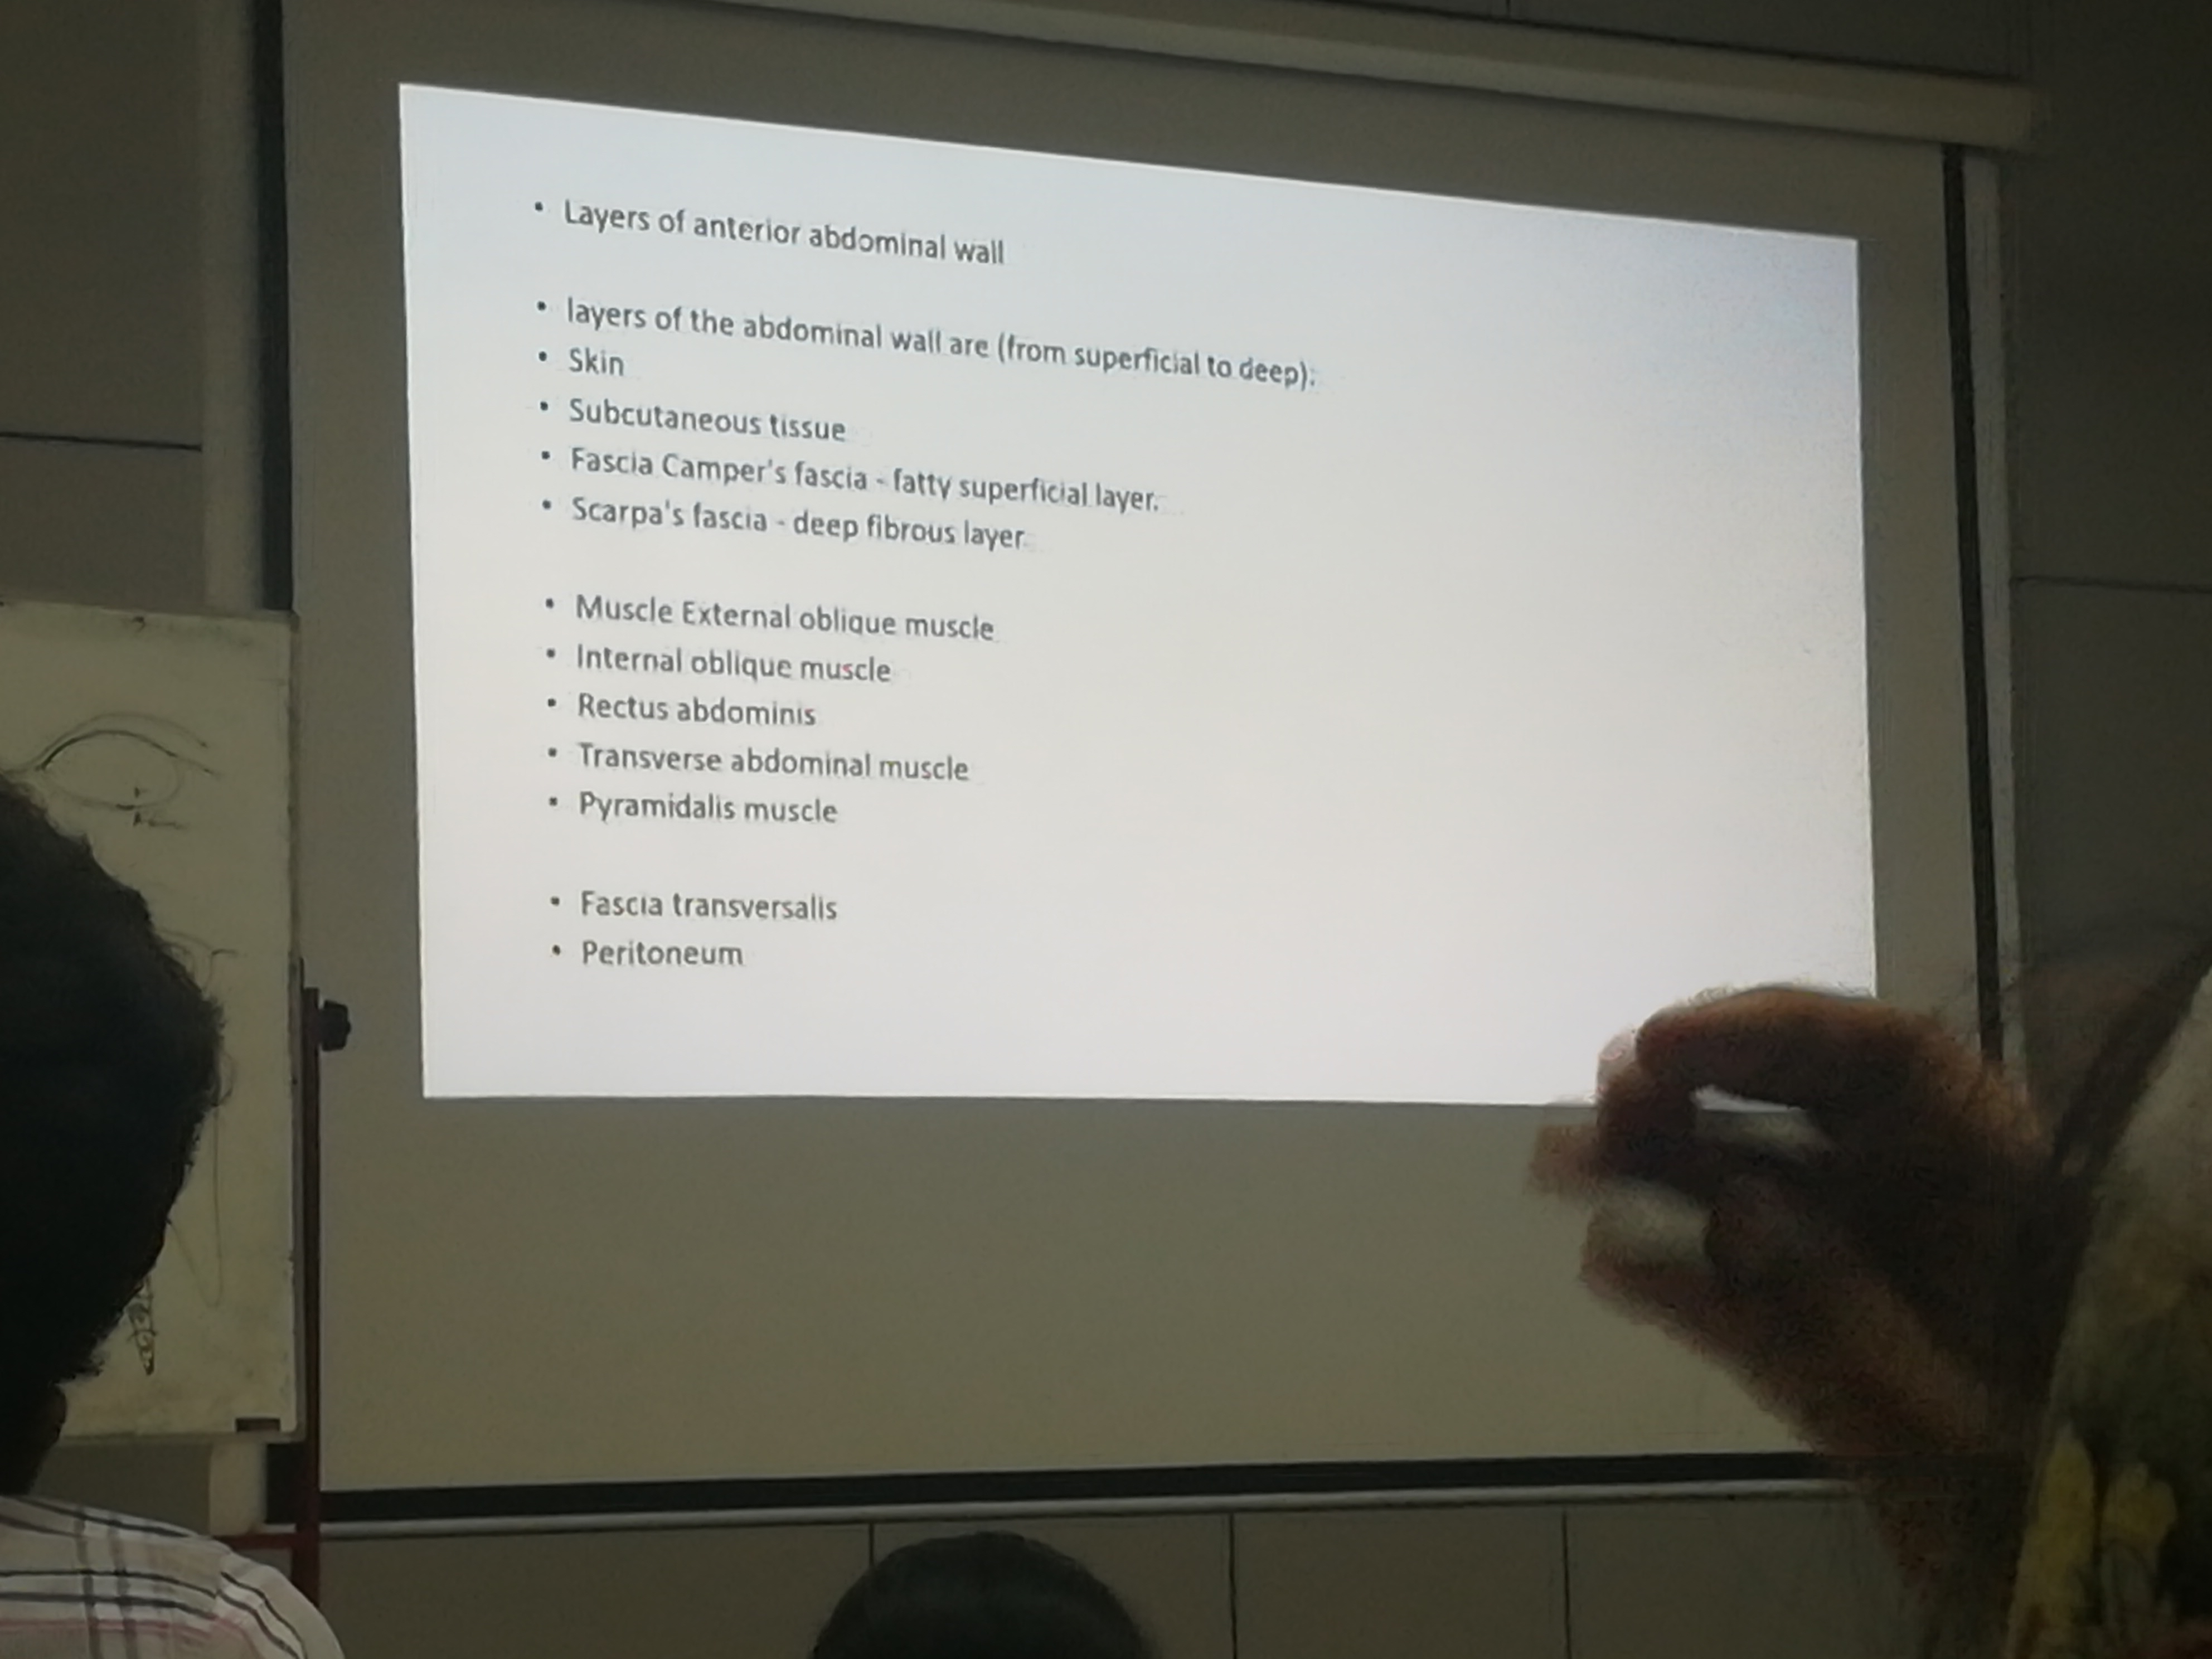 • Layers of anterior abdominal wall
• layers of the abdominal wall are (from superficial to deep):
• Skin
• Subcutaneous tissue
• Fascia Camper's fascia - fatty superficial layer.
• Scarpa's fascia - deep fibrous layer.
• Muscle External oblique muscle
• Internal oblique muscle
• Rectus abdominis
• Transverse abdominal muscle
• Pyramidalis muscle
• Fascia transversalis
• Peritoneum